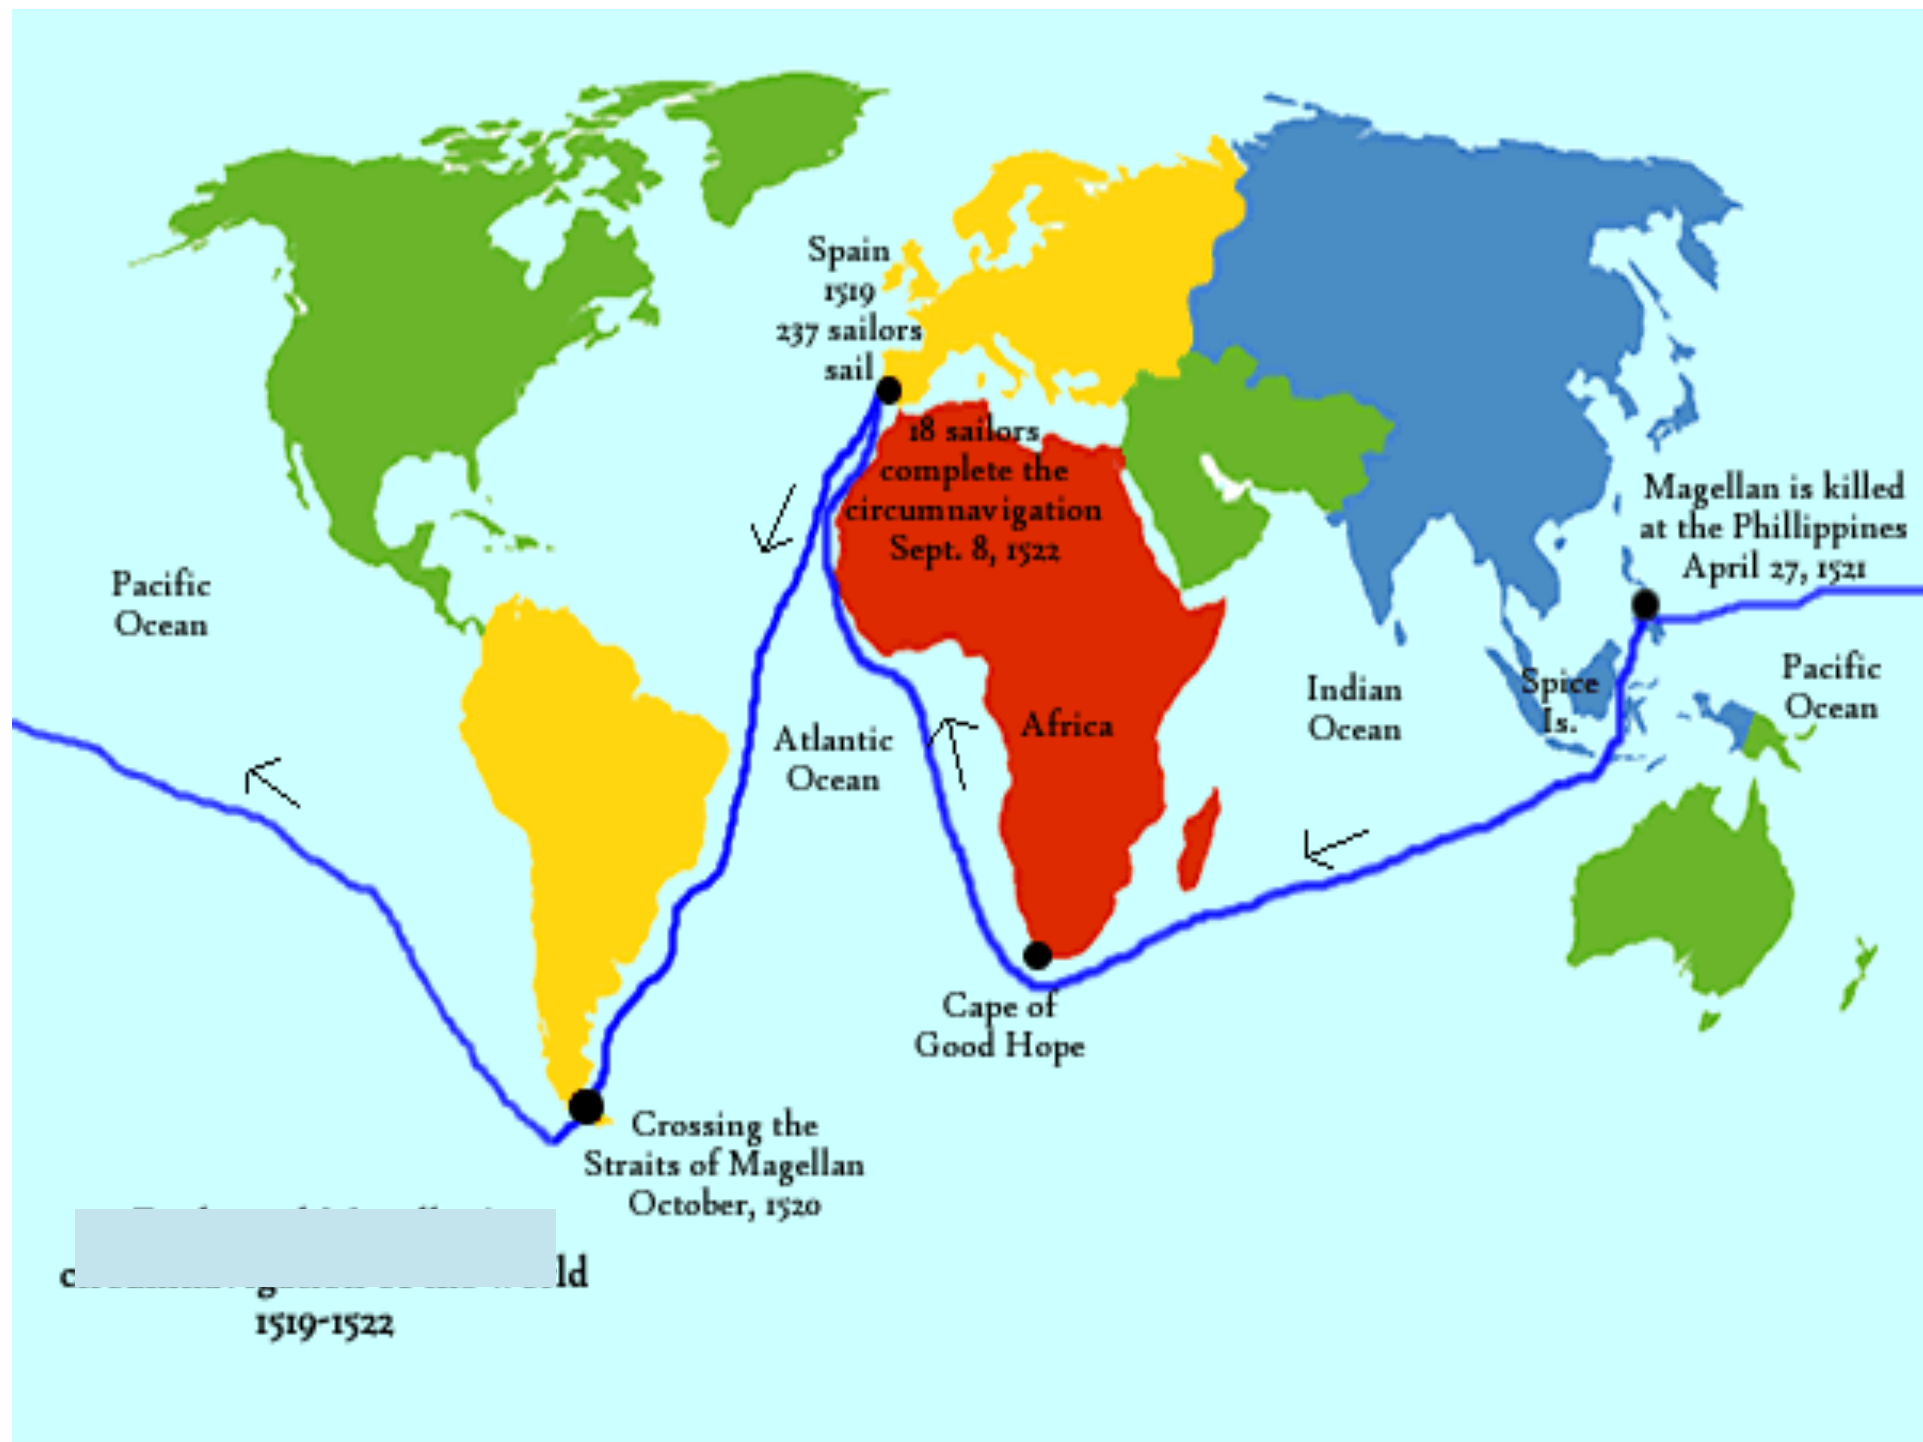 Spain
1519
237 sailors
sail
18 sailors
complete the
circumnavigation
Sept. 8, 1522
Magellan is killed
at the Phillippines
April 27, 1521
Pacific
Ocean
Atlantic
Ocean
Africa
Indian
Ocean
Spice
Is.
Pacific
Ocean
Cape of
Good Hope
Crossing the
Straits of Magellan
October, 1520
1519-1522